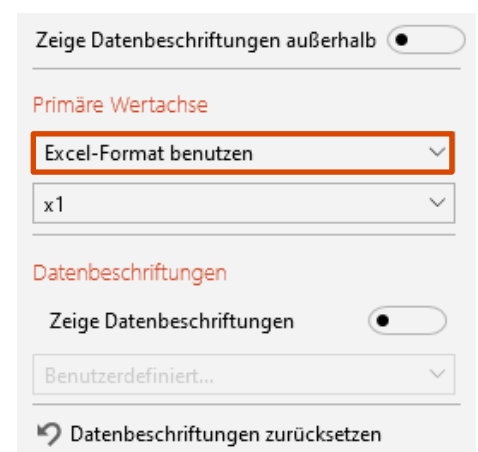 Zeige Datenbeschriftungen außerhalb
Primäre Wertachse
Excel-Format benutzen
x1
Datenbeschriftungen
Zeige Datenbeschriftungen
Benutzerdefiniert...
Datenbeschriftungen zurücksetzen